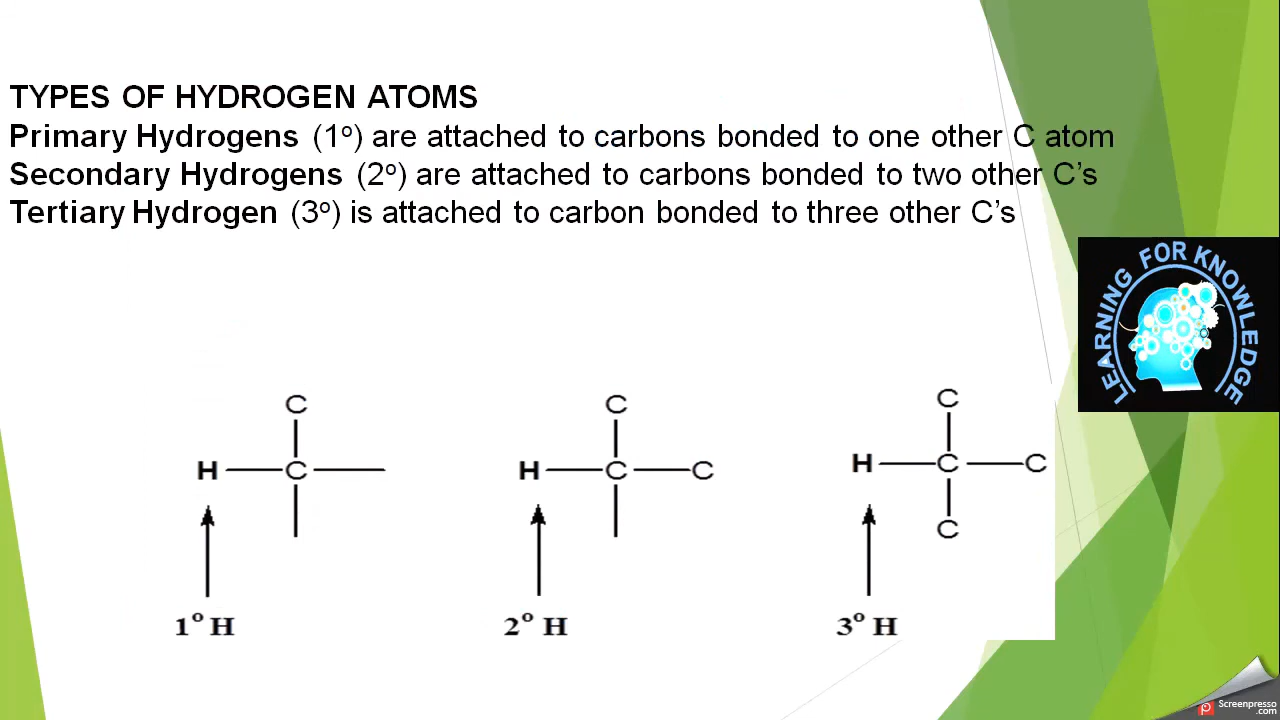 TYPES OF HYDROGEN ATOMS
Primary Hydrogens (1º) are attached to carbons bonded to one other C atom
Secondary Hydrogens (2º) are attached to carbons bonded to two other C’s
Tertiary Hydrogen (3º) is attached to carbon bonded to three other C’s
LEARNING FOR KNOWLEDGE
C
H C
1º H
C
H C C
2º H
C
H C C
C
3º H
Screenpresso
.com